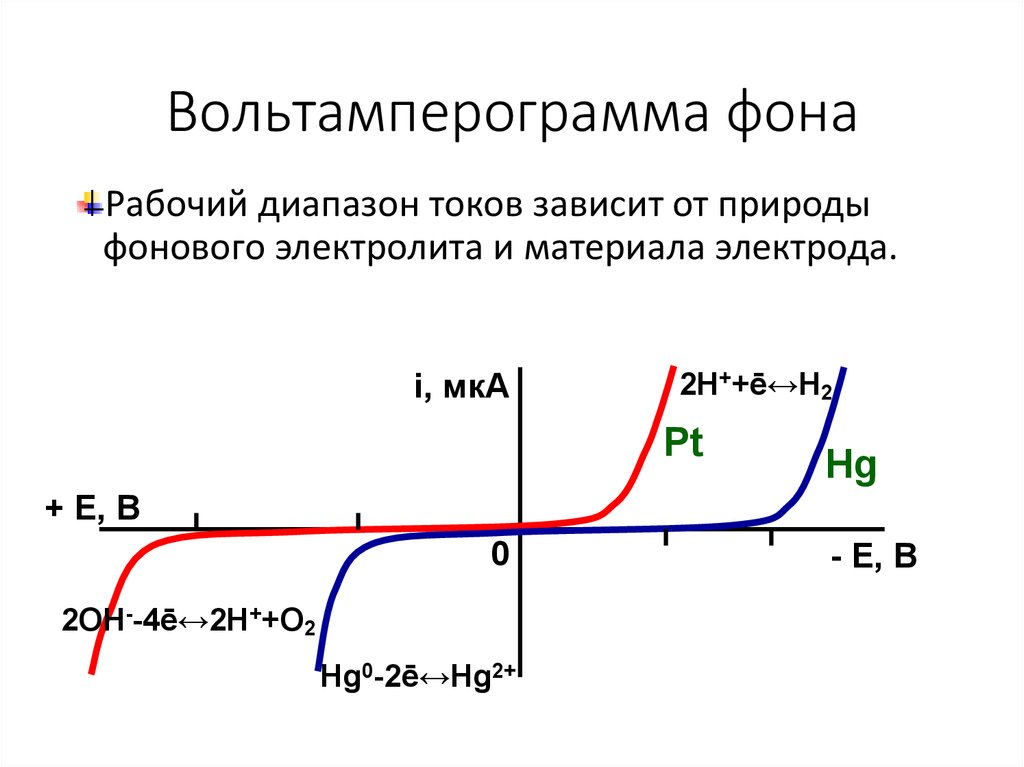 Вольтамперограмма фона
Рабочий диапазон токов зависит от природы
фонового электролита и материала электрода.
i, мкА
2H⁺+ē↔H₂
Pt
Hg
+ E, В
0
- E, В
2OH⁻-4ē↔2H⁺+O₂
Hg⁰-2ē↔Hg²⁺